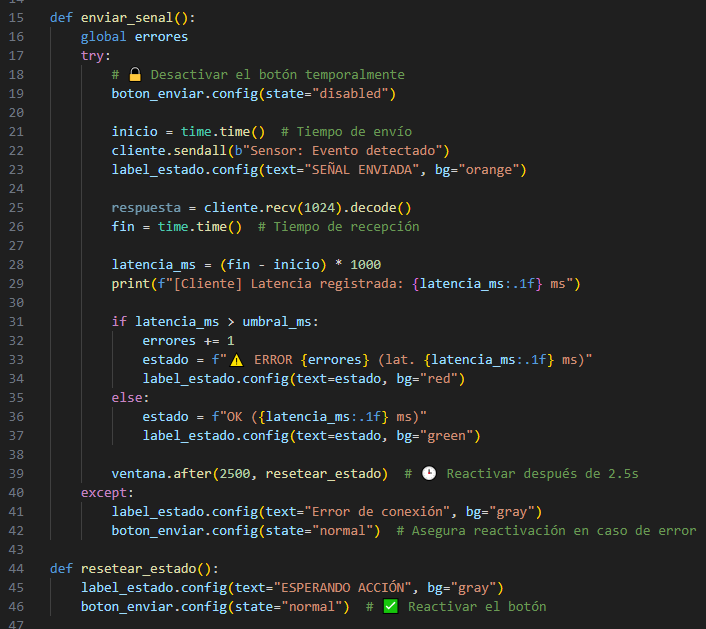 15 def enviar_senal():
16     global errores
17     try:
18         # 🔒 Desactivar el botón temporalmente
19         boton_enviar.config(state="disabled")
20
21         inicio = time.time()  # Tiempo de envío
22         cliente.sendall(b"Sensor: Evento detectado")
23         label_estado.config(text="SEÑAL ENVIADA", bg="orange")
24
25         respuesta = cliente.recv(1024).decode()
26         fin = time.time()  # Tiempo de recepción
27
28         latencia_ms = (fin - inicio) * 1000
29         print(f"[Cliente] Latencia registrada: {latencia_ms:.1f} ms")
30
31         if latencia_ms > umbral_ms:
32             errores += 1
33             estado = f"⚠️ ERROR {errores} (lat. {latencia_ms:.1f} ms)"
34             label_estado.config(text=estado, bg="red")
35         else:
36             estado = f"OK ({latencia_ms:.1f} ms)"
37             label_estado.config(text=estado, bg="green")
38
39         ventana.after(2500, resetear_estado)  # 🕒 Reactivar después de 2.5s
40     except:
41         label_estado.config(text="Error de conexión", bg="gray")
42         boton_enviar.config(state="normal")  # Asegura reactivación en caso de error
43
44 def resetear_estado():
45     label_estado.config(text="ESPERANDO ACCIÓN", bg="gray")
46     boton_enviar.config(state="normal")  # ✅ Reactivar el botón
47